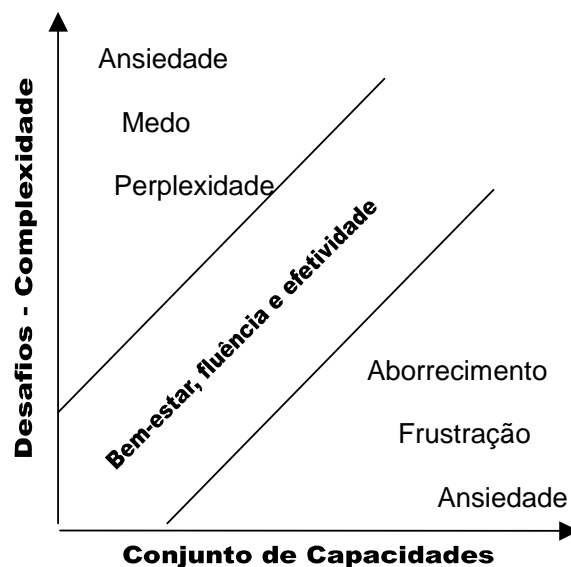 Ansiedade
Medo
Perplexidade
Desafios - Complexidade
Bem-estar, fluência e efetividade
Aborrecimento
Frustração
Ansiedade
Conjunto de Capacidades